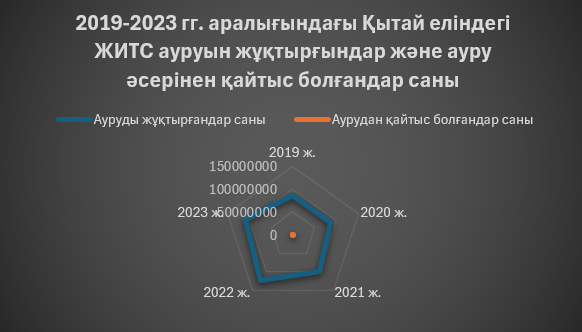 2019-2023 гг. аралығындағы Қытай еліндегі
ЖИТС ауруын жұқтырғындар және ауру
әсерінен қайтыс болғандар саны
Ауруды жұқтырғандар саны
Аурудан қайтыс болғандар саны
2019 ж.
150000000
100000000
50000000
0
2023 ж.
2020 ж.
2022 ж.
2021 ж.